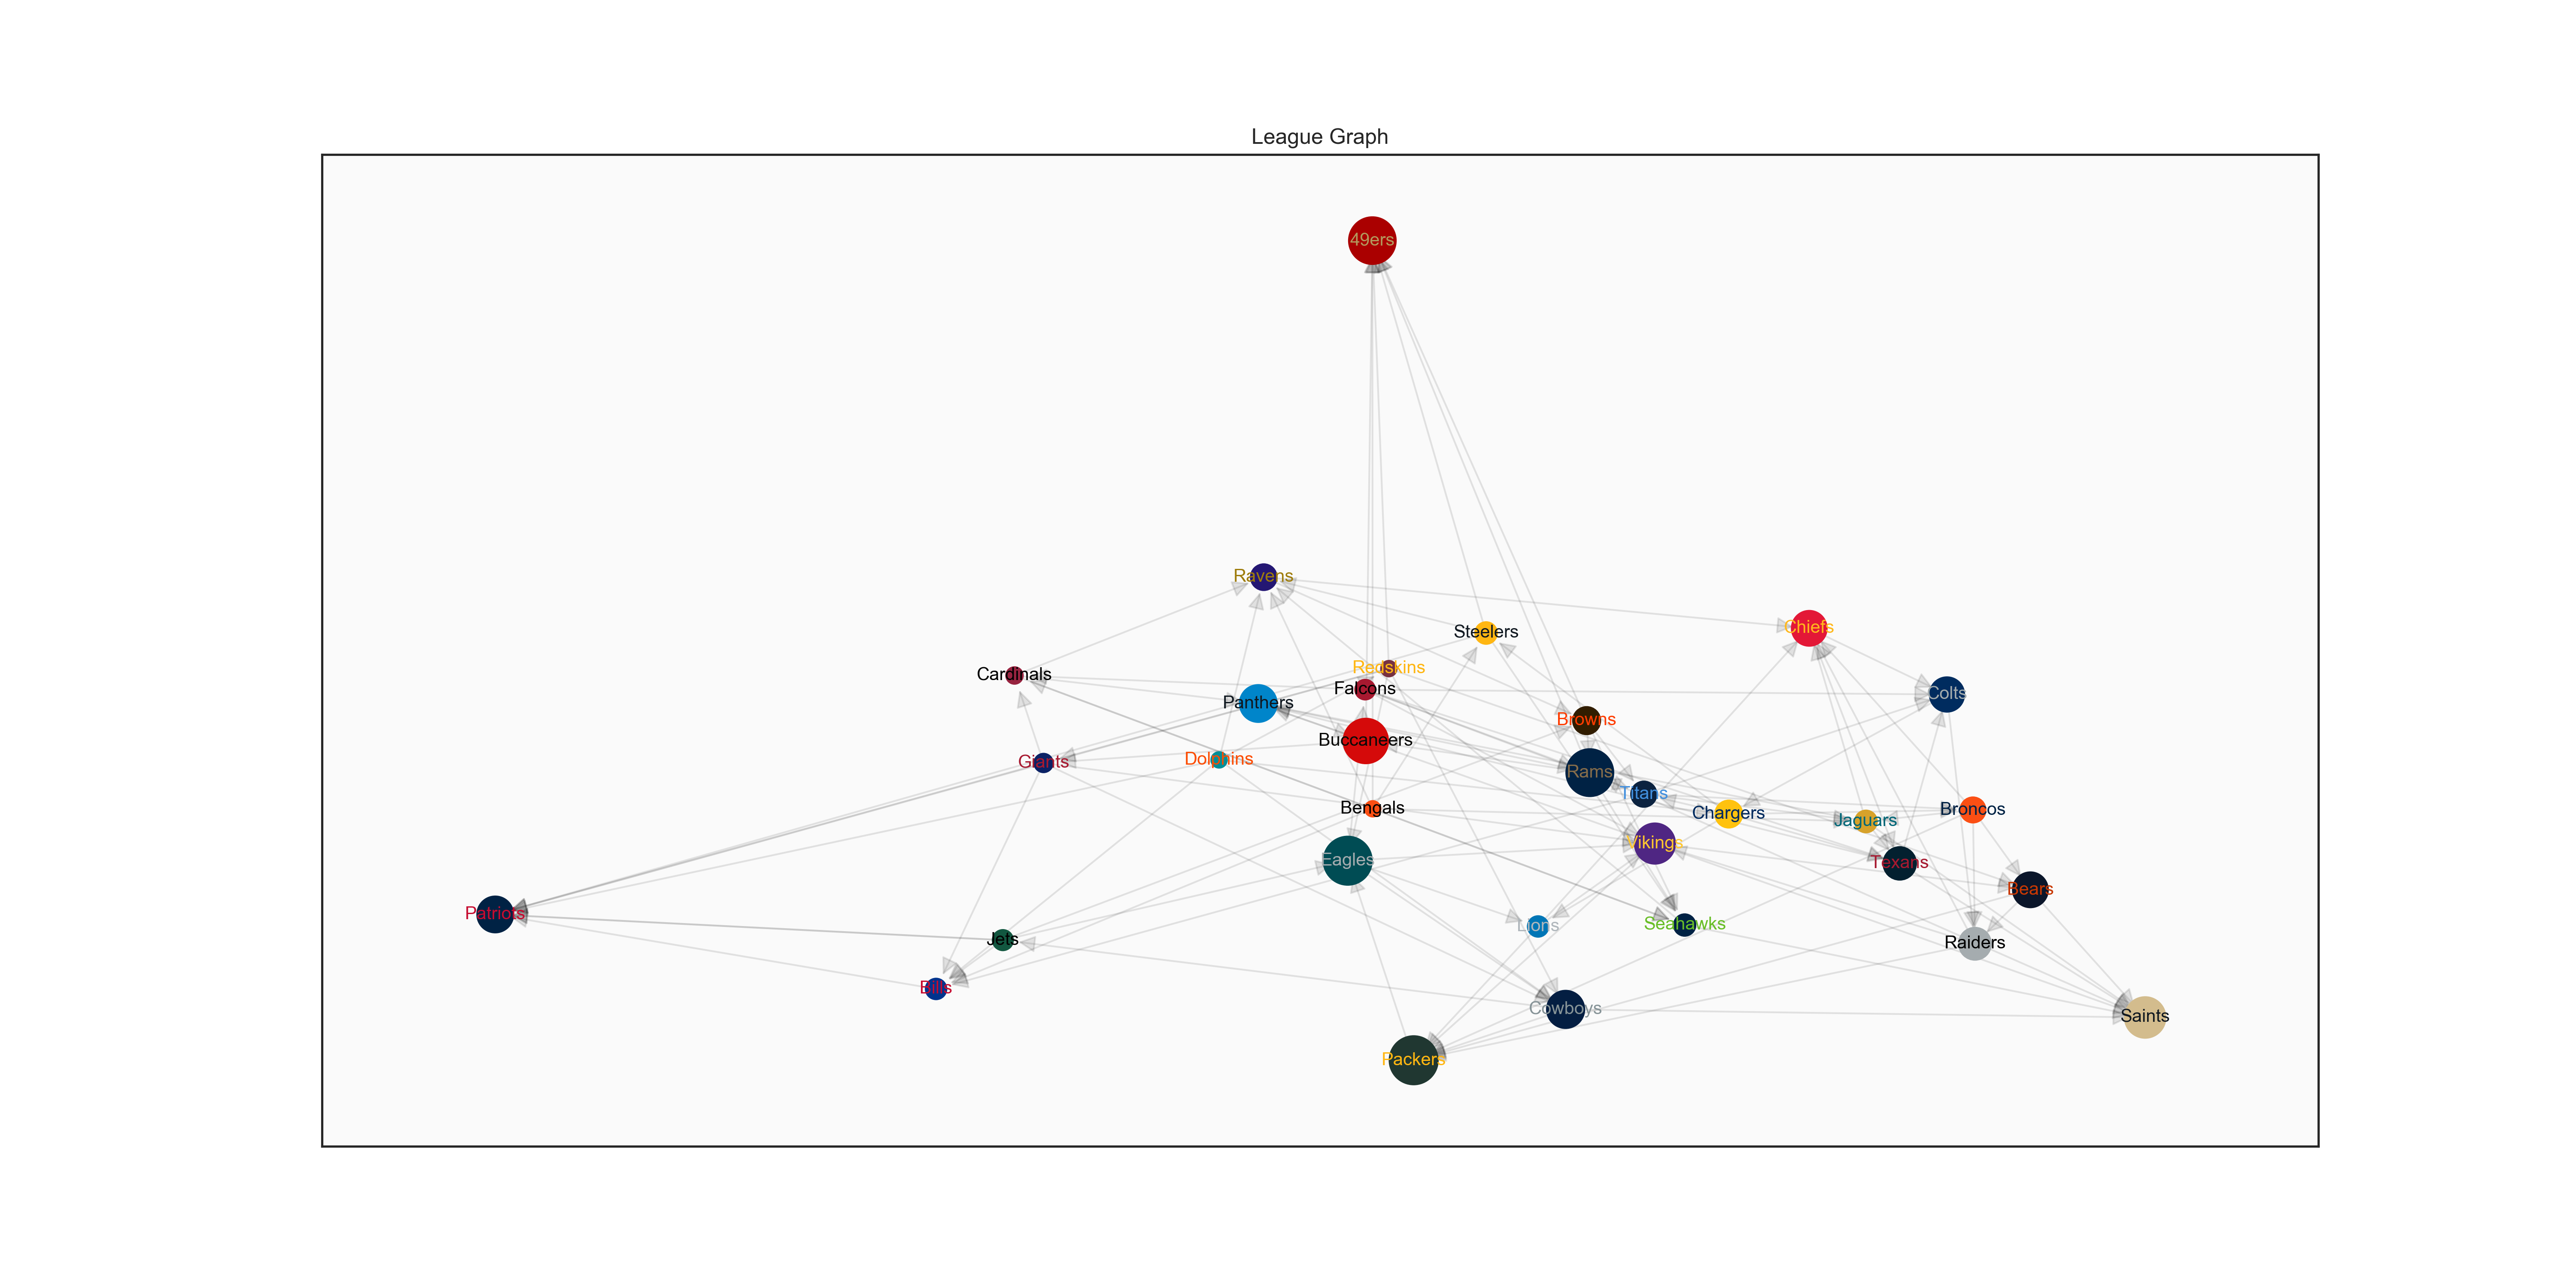 League Graph
49ers
Ravens
Steelers
Chiefs
Redskins
Cardinals
Falcons
Colts
Panthers
Browns
Buccaneers
Giants
Dolphins
Rams
Titans
Bengals
Chargers
Broncos
Jaguars
Vikings
Eagles
Texans
Bears
Patriots
Lions
Seahawks
Jets
Raiders
Bills
Cowboys
Saints
Packers